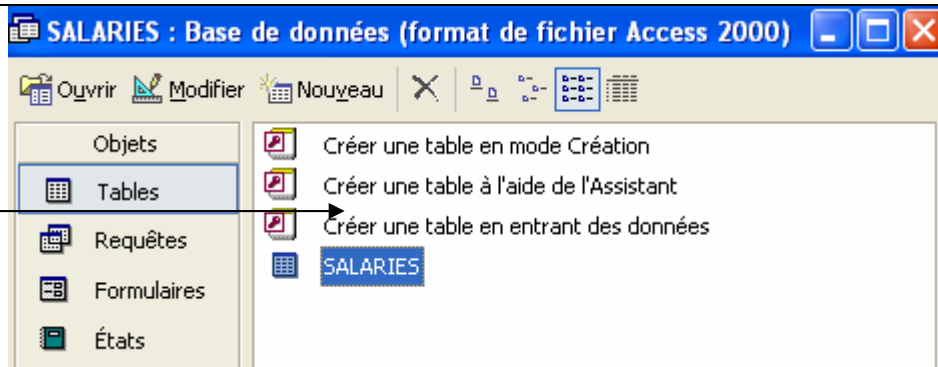 SALARIES : Base de données (format de fichier Access 2000)
Ouvrir Modifier Nouveau
Objets
Tables
Requêtes
Formulaires
États
Créer une table en mode Création
Créer une table à l'aide de l'Assistant
Créer une table en entrant des données
SALARIES